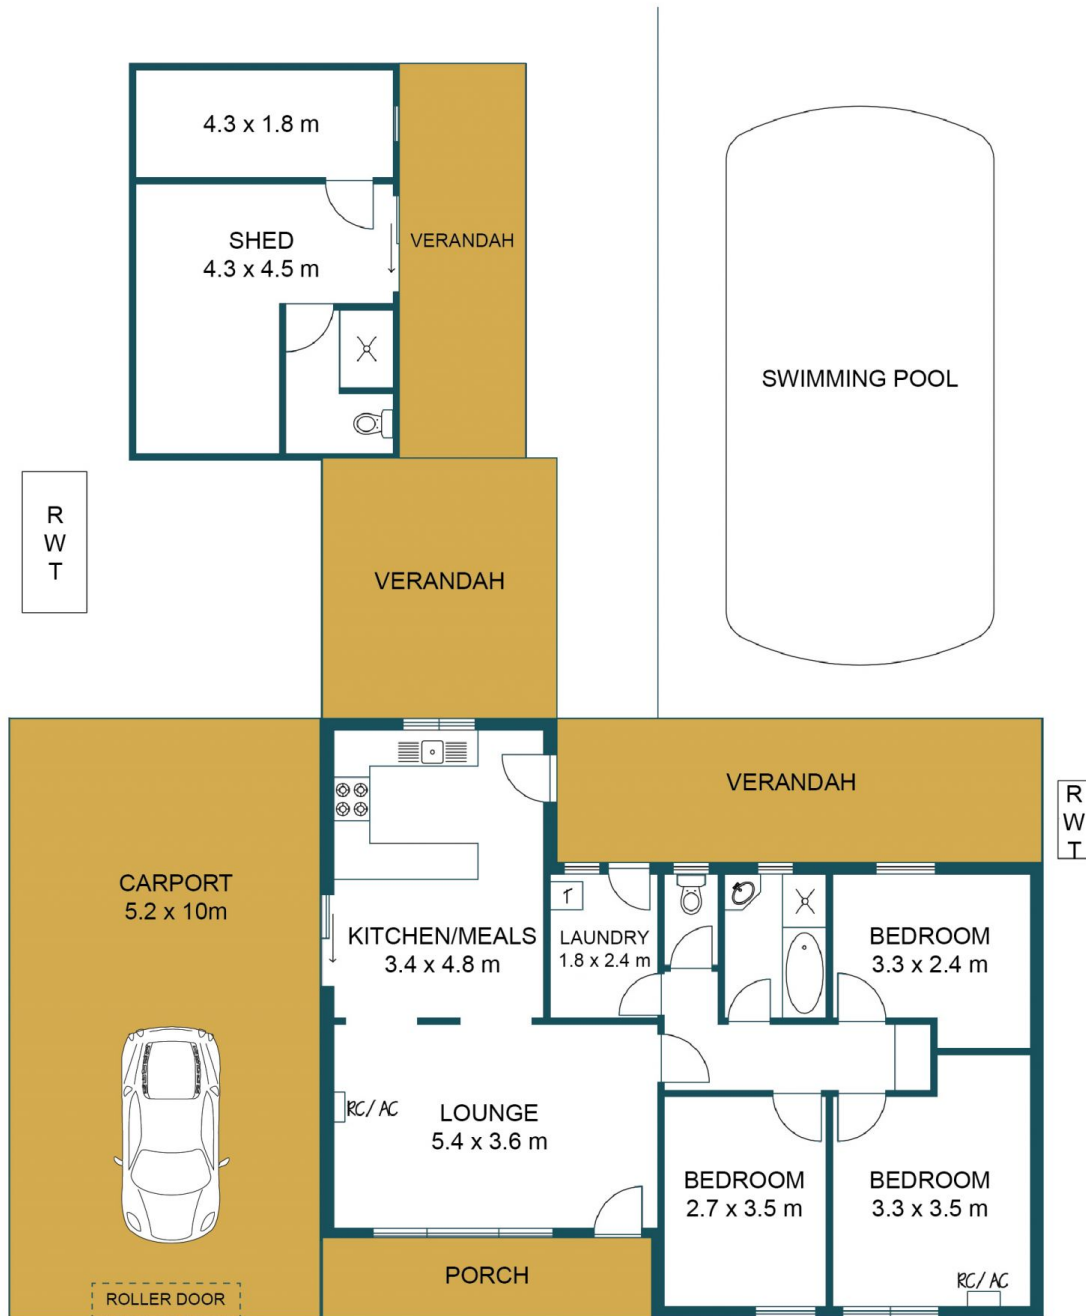 4.3 x 1.8 m
SHED
4.3 x 4.5 m
VERANDAH
SWIMMING POOL
R
W
T
VERANDAH
VERANDAH
R
W
T
CARPORT
5.2 x 10m
KITCHEN/MEALS
3.4 x 4.8 m
T
LAUNDRY
1.8 x 2.4 m
BEDROOM
3.3 x 2.4 m
RC/AC
LOUNGE
5.4 x 3.6 m
BEDROOM
2.7 x 3.5 m
BEDROOM
3.3 x 3.5 m
RC/AC
PORCH
ROLLER DOOR